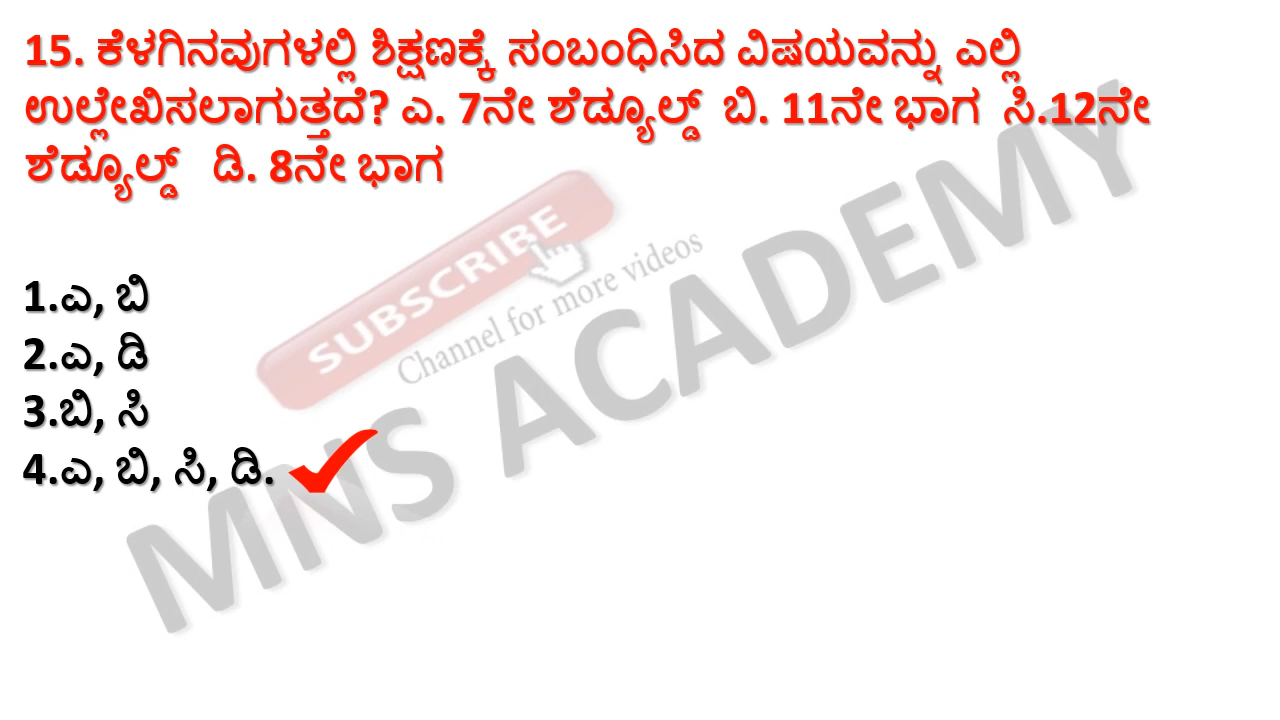 15. ಕೆಳಗಿನವುಗಳಲ್ಲಿ ಶಿಕ್ಷಣಕ್ಕೆ ಸಂಬಂಧಿಸಿದ ವಿಷಯವನ್ನು ಎಲ್ಲಿ
ಉಲ್ಲೇಖಿಸಲಾಗುತ್ತದೆ? ಎ. 7ನೇ ಶೆಡ್ಯೂಲ್ಡ್ ಬಿ. 11ನೇ ಭಾಗ ಸಿ.12ನೇ
ಶೆಡ್ಯೂಲ್ಡ್ ಡಿ. 8ನೇ ಭಾಗ
1.ಎ, ಬಿ
2.ಎ, ಡಿ
3.ಬಿ, ಸಿ
4.ಎ, ಬಿ, ಸಿ, ಡಿ.
SUBSCRIBE
Channel for more videos
MNS ACADEMY